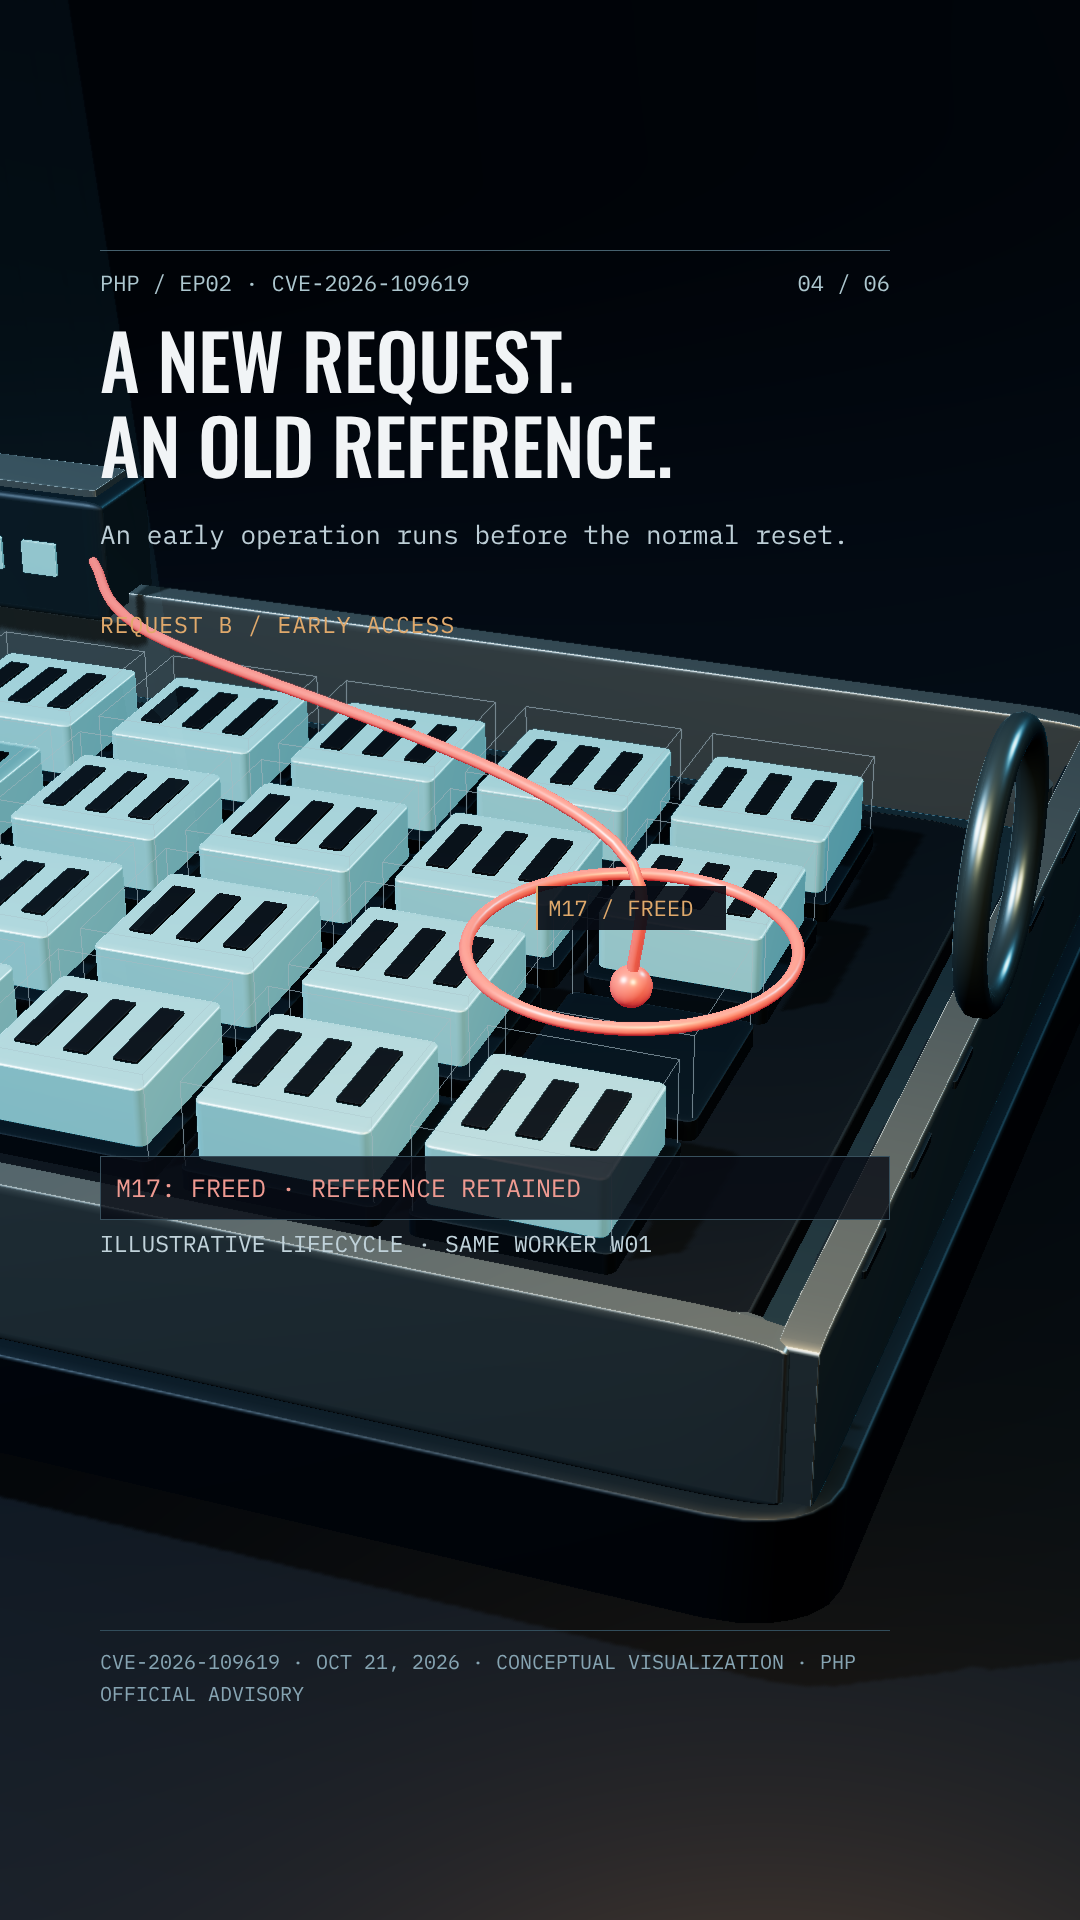 PHP / EP02 · CVE-2026-109619 04 / 06
A NEW REQUEST.
AN OLD REFERENCE.
An early operation runs before the normal reset.
REQUEST B / EARLY ACCESS
M17 / FREED
M17: FREED · REFERENCE RETAINED
ILLUSTRATIVE LIFECYCLE · SAME WORKER W01
CVE-2026-109619 · OCT 21, 2026 · CONCEPTUAL VISUALIZATION · PHP
OFFICIAL ADVISORY